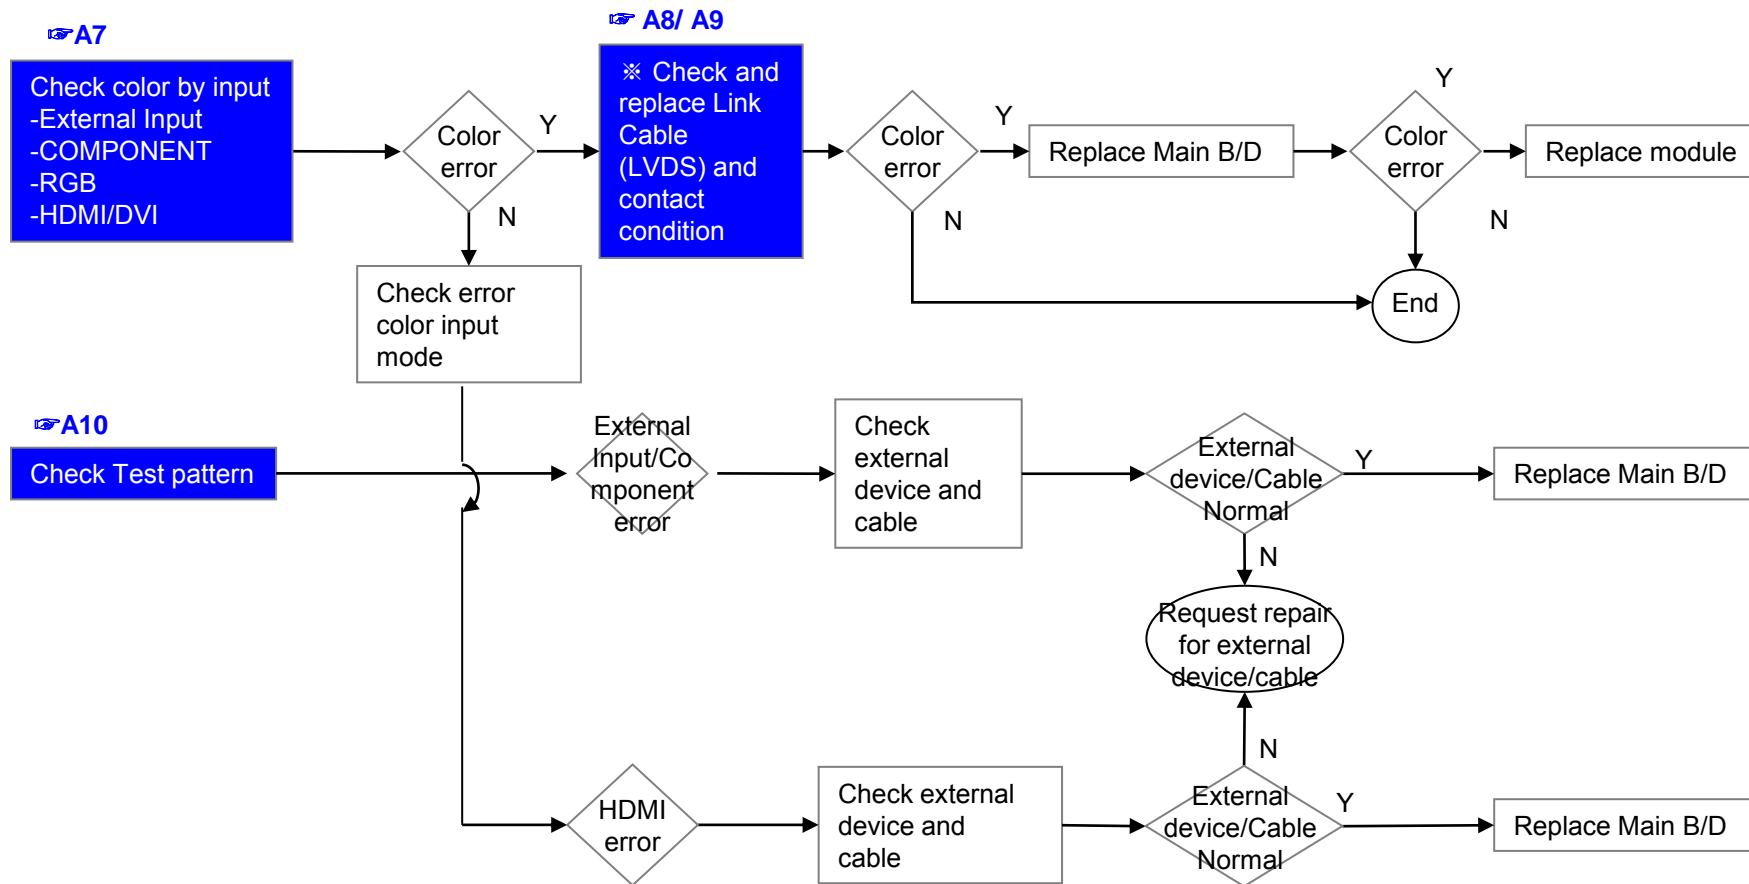 ☞A7
Check color by input
-External Input
-COMPONENT
-RGB
-HDMI/DVI
Color
error
Y
N
☞ A8/ A9
※ Check and
replace Link
Cable
(LVDS) and
contact
condition
Color
error
Y
N
Replace Main B/D
Color
error
Y
N
Replace module
End
Check error
color input
mode
☞A10
Check Test pattern
External
Input/Co
mponent
error
Check
external
device and
cable
External
device/Cable
Normal
Y
N
Replace Main B/D
Request repair
for external
device/cable
HDMI
error
Check external
device and
cable
N
External
device/Cable
Normal
Y
Replace Main B/D